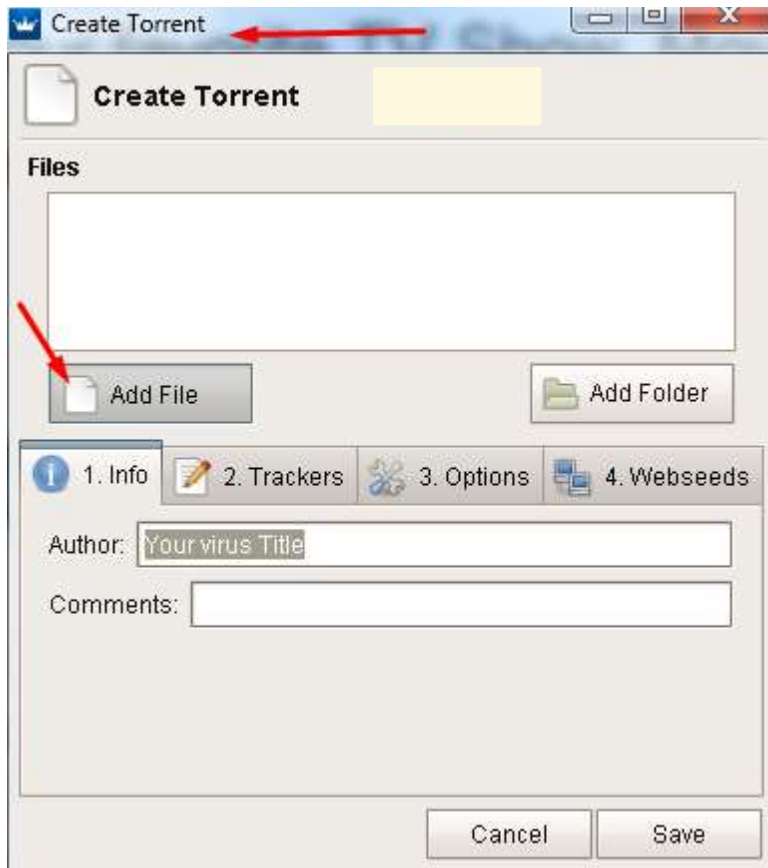 Create Torrent
Create Torrent
Files
Add File
Add Folder
1. Info
2. Trackers
3. Options
4. Webseeds
Author: Your virus Title
Comments:
Cancel
Save